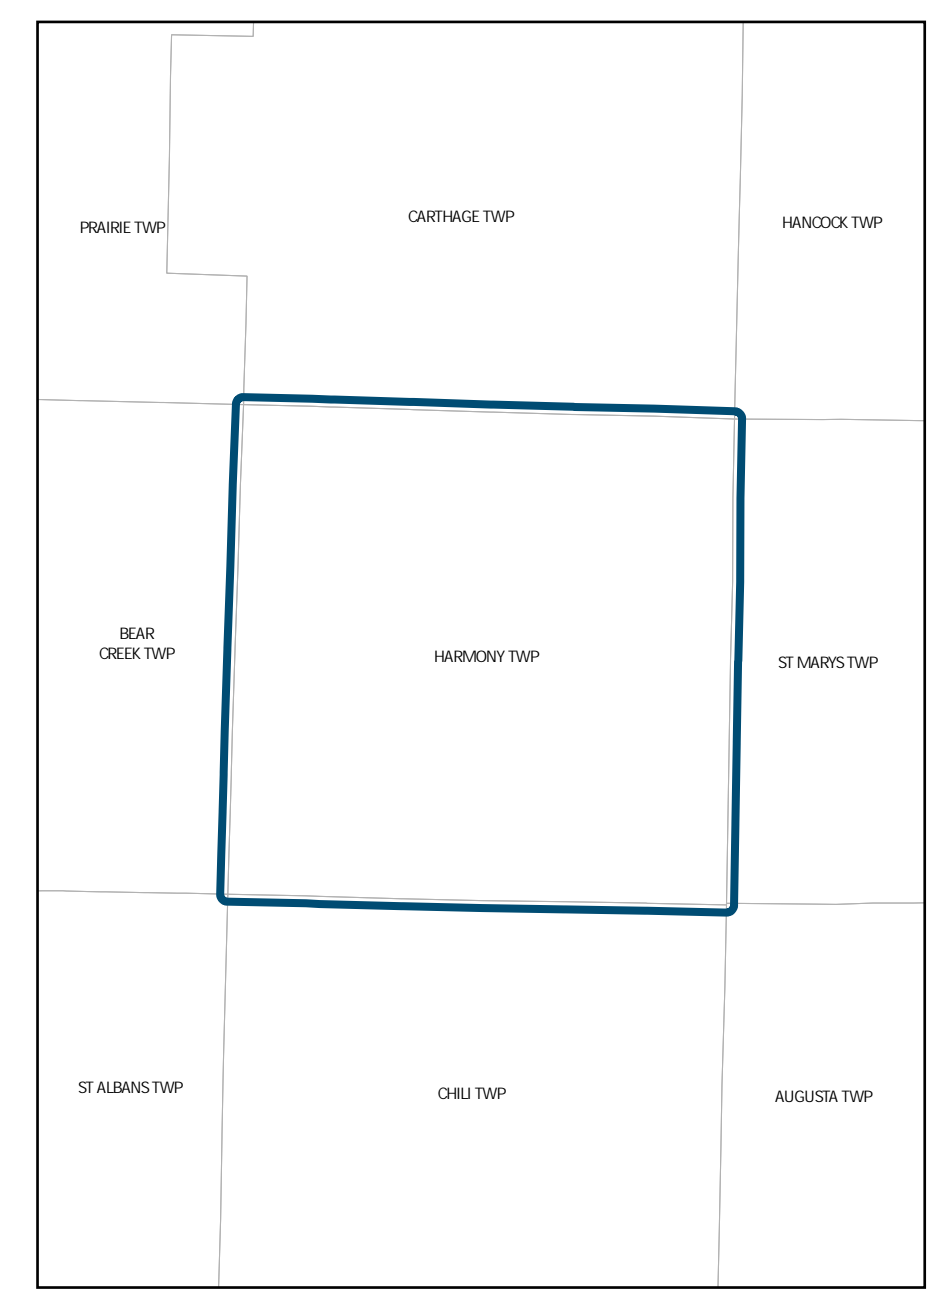 CARTHAGE TWP
HANCOCK TWP
PRAIRIE TWP
BEAR
CREEK TWP
HARMONY TWP
ST MARYS TWP
ST ALBANS TWP
CHILI TWP
AUGUSTA TWP